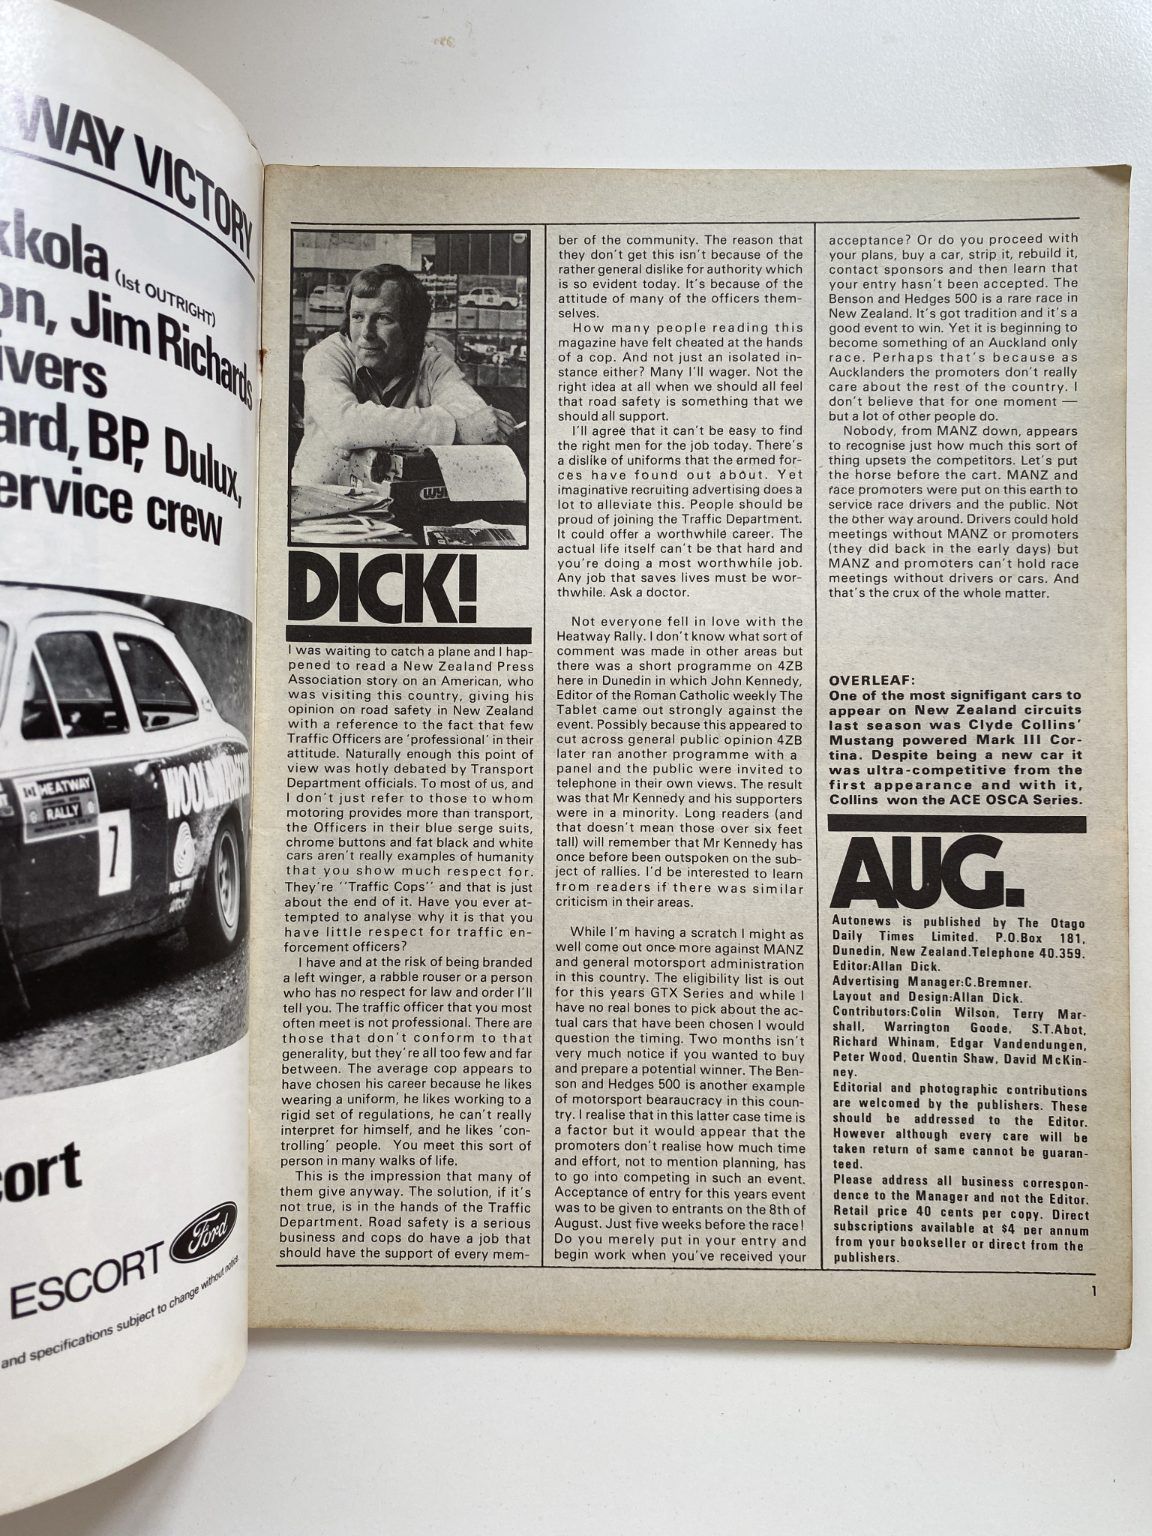 WAY VICTORY
kkola (1st OUTRIGHT)
on, Jim Richards
ivers
ard, BP, Dulux,
ervice crew
HEATWAY
RALLY
7
cort
ESCORT Ford
and specifications subject to change without notice
DICK!
I was waiting to catch a plane and I hap-
pened to read a New Zealand Press
Association story on an American, who
was visiting this country, giving his
opinion on road safety in New Zealand
with a reference to the fact that few
Traffic Officers are 'professional' in their
attitude. Naturally enough this point of
view was hotly debated by Transport
Department officials. To most of us, and
I don't just refer to those to whom
motoring provides more than transport,
the Officers in their blue serge suits,
chrome buttons and fat black and white
cars aren't really examples of humanity
that you show much respect for.
They're "Traffic Cops" and that is just
about the end of it. Have you ever at-
tempted to analyse why it is that you
have little respect for traffic en-
forcement officers?
I have and at the risk of being branded
a left winger, a rabble rouser or a person
who has no respect for law and order I'll
tell you. The traffic officer that you most
often meet is not professional. There are
those that don't conform to that
generality, but they're all too few and far
between. The average cop appears to
have chosen his career because he likes
wearing a uniform, he likes working to a
rigid set of regulations, he can't really
interpret for himself, and he likes 'con-
trolling' people. You meet this sort of
person in many walks of life.
This is the impression that many of
them give anyway. The solution, if it's
not true, is in the hands of the Traffic
Department. Road safety is a serious
business and cops do have a job that
should have the support of every mem-
ber of the community. The reason that
they don't get this isn't because of the
rather general dislike for authority which
is so evident today. It's because of the
attitude of many of the officers them-
selves.
How many people reading this
magazine have felt cheated at the hands
of a cop. And not just an isolated in-
stance either? Many I'll wager. Not the
right idea at all when we should all feel
that road safety is something that we
should all support.
I'll agree that it can't be easy to find
the right men for the job today. There's
a dislike of uniforms that the armed for-
ces have found out about. Yet
imaginative recruiting advertising does a
lot to alleviate this. People should be
proud of joining the Traffic Department.
It could offer a worthwhile career. The
actual life itself can't be that hard and
you're doing a most worthwhile job.
Any job that saves lives must be wor-
thwhile. Ask a doctor.
Not everyone fell in love with the
Heatway Rally. I don't know what sort of
comment was made in other areas but
there was a short programme on 4ZB
here in Dunedin in which John Kennedy,
Editor of the Roman Catholic weekly The
Tablet came out strongly against the
event. Possibly because this appeared to
cut across general public opinion 4ZB
later ran another programme with a
panel and the public were invited to
telephone in their own views. The result
was that Mr Kennedy and his supporters
were in a minority. Long readers (and
that doesn't mean those over six feet
tall) will remember that Mr Kennedy has
once before been outspoken on the sub-
ject of rallies. I'd be interested to learn
from readers if there was similar
criticism in their areas.
While I'm having a scratch I might as
well come out once more against MANZ
and general motorsport administration
in this country. The eligibility list is out
for this years GTX Series and while I
have no real bones to pick about the ac-
tual cars that have been chosen I would
question the timing. Two months isn't
very much notice if you wanted to buy
and prepare a potential winner. The Ben-
son and Hedges 500 is another example
of motorsport bearaucracy in this coun-
try. I realise that in this latter case time is
a factor but it would appear that the
promoters don't realise how much time
and effort, not to mention planning, has
to go into competing in such an event.
Acceptance of entry for this years event
was to be given to entrants on the 8th of
August. Just five weeks before the race!
Do you merely put in your entry and
begin work when you've received your
acceptance? Or do you proceed with
your plans, buy a car, strip it, rebuild it,
contact sponsors and then learn that
your entry hasn't been accepted. The
Benson and Hedges 500 is a rare race in
New Zealand. It's got tradition and it's a
good event to win. Yet it is beginning to
become something of an Auckland only
race. Perhaps that's because as
Aucklanders the promoters don't really
care about the rest of the country. I
don't believe that for one moment —
but a lot of other people do.
Nobody, from MANZ down, appears
to recognise just how much this sort of
thing upsets the competitors. Let's put
the horse before the cart. MANZ and
race promoters were put on this earth to
service race drivers and the public. Not
the other way around. Drivers could hold
meetings without MANZ or promoters
(they did back in the early days) but
MANZ and promoters can't hold race
meetings without drivers or cars. And
that's the crux of the whole matter.
OVERLEAF:
One of the most signifigant cars to
appear on New Zealand circuits
last season was Clyde Collins'
Mustang powered Mark III Cor-
tina. Despite being a new car it
was ultra-competitive from the
first appearance and with it,
Collins won the ACE OSCA Series.
AUG.
Autonews is published by The Otago
Daily Times Limited. P.O.Box 181,
Dunedin, New Zealand.Telephone 40.359.
Editor:Allan Dick.
Advertising Manager:C.Bremner.
Layout and Design:Allan Dick.
Contributors:Colin Wilson, Terry Mar-
shall, Warrington Goode, S.T.Abot,
Richard Whinam, Edgar Vandendungen,
Peter Wood, Quentin Shaw, David McKin-
ney.
Editorial and photographic contributions
are welcomed by the publishers. These
should be addressed to the Editor.
However although every care will be
taken return of same cannot be guaran-
teed.
Please address all business correspon-
dence to the Manager and not the Editor.
Retail price 40 cents per copy. Direct
subscriptions available at $4 per annum
from your bookseller or direct from the
publishers.
1